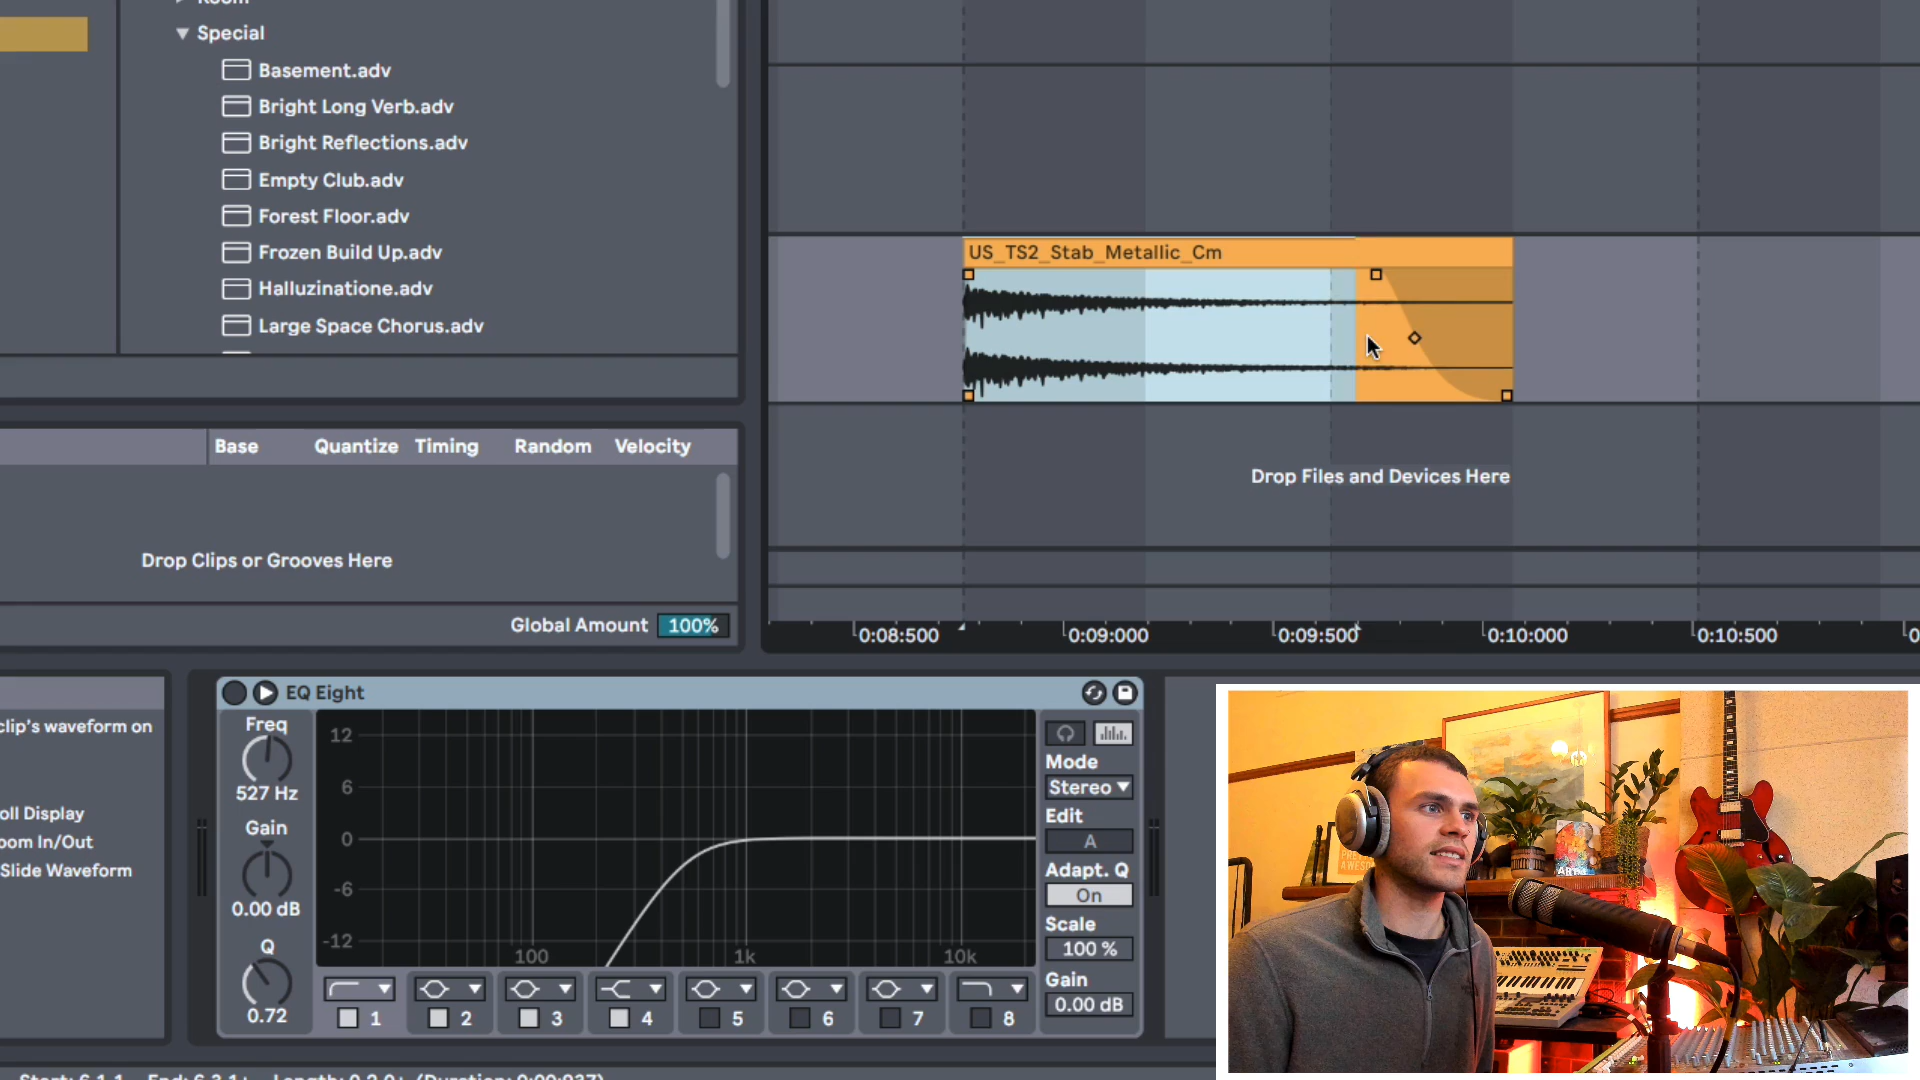 Special
Basement.adv
Bright Long Verb.adv
Bright Reflections.adv
Empty Club.adv
Forest Floor.adv
Frozen Build Up.adv
Halluzinatione.adv
Large Space Chorus.adv
US_TS2_Stab_Metallic_Cm
Base Quantize Timing Random Velocity
Drop Files and Devices Here
Drop Clips or Grooves Here
Global Amount 100%
0:08:500 0:09:000 0:09:500 0:10:000 0:10:500
clip's waveform on
oll Display
oom In/Out
Slide Waveform
EQ Eight
Freq
527 Hz
Gain
0.00 dB
Q
0.72
12
6
0
-6
-12
100 1k 10k
1 2 3 4 5 6 7 8
Mode
Stereo
Edit
A
Adapt. Q
On
Scale
100 %
Gain
0.00 dB